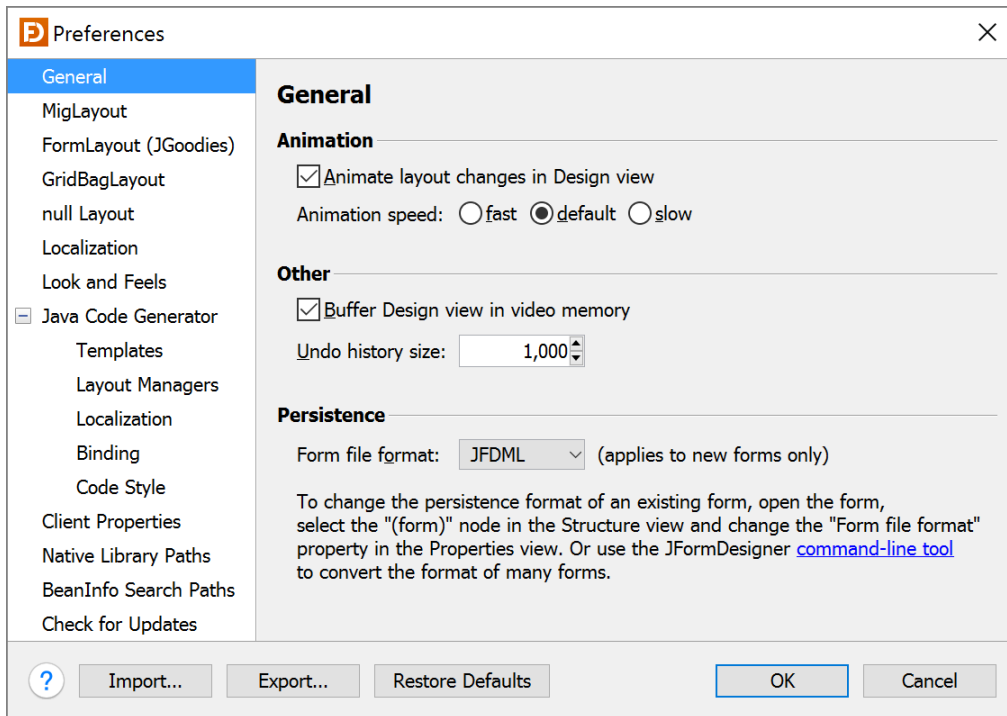 Preferences
General
MigLayout
FormLayout (JGoodies)
GridBagLayout
null Layout
Localization
Look and Feels
Java Code Generator
Templates
Layout Managers
Localization
Binding
Code Style
Client Properties
Native Library Paths
BeanInfo Search Paths
Check for Updates
General
Animation
Animate layout changes in Design view
Animation speed: fast default slow
Other
Buffer Design view in video memory
Undo history size: 1,000
Persistence
Form file format: JFDML (applies to new forms only)
To change the persistence format of an existing form, open the form,
select the "(form)" node in the Structure view and change the "Form file format"
property in the Properties view. Or use the JFormDesigner command-line tool
to convert the format of many forms.
? Import... Export... Restore Defaults OK Cancel